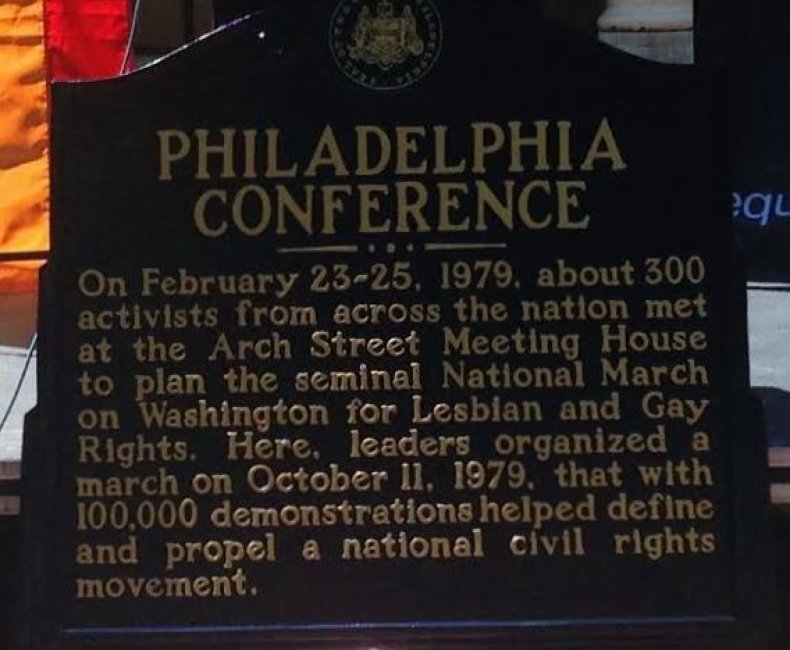 PHILADELPHIA
CONFERENCE
On February 23-25, 1979, about 300
activists from across the nation met
at the Arch Street Meeting House
to plan the seminal National March
on Washington for Lesbian and Gay
Rights. Here, leaders organized a
march on October 11, 1979, that with
100,000 demonstrations helped define
and propel a national civil rights
movement.
equ